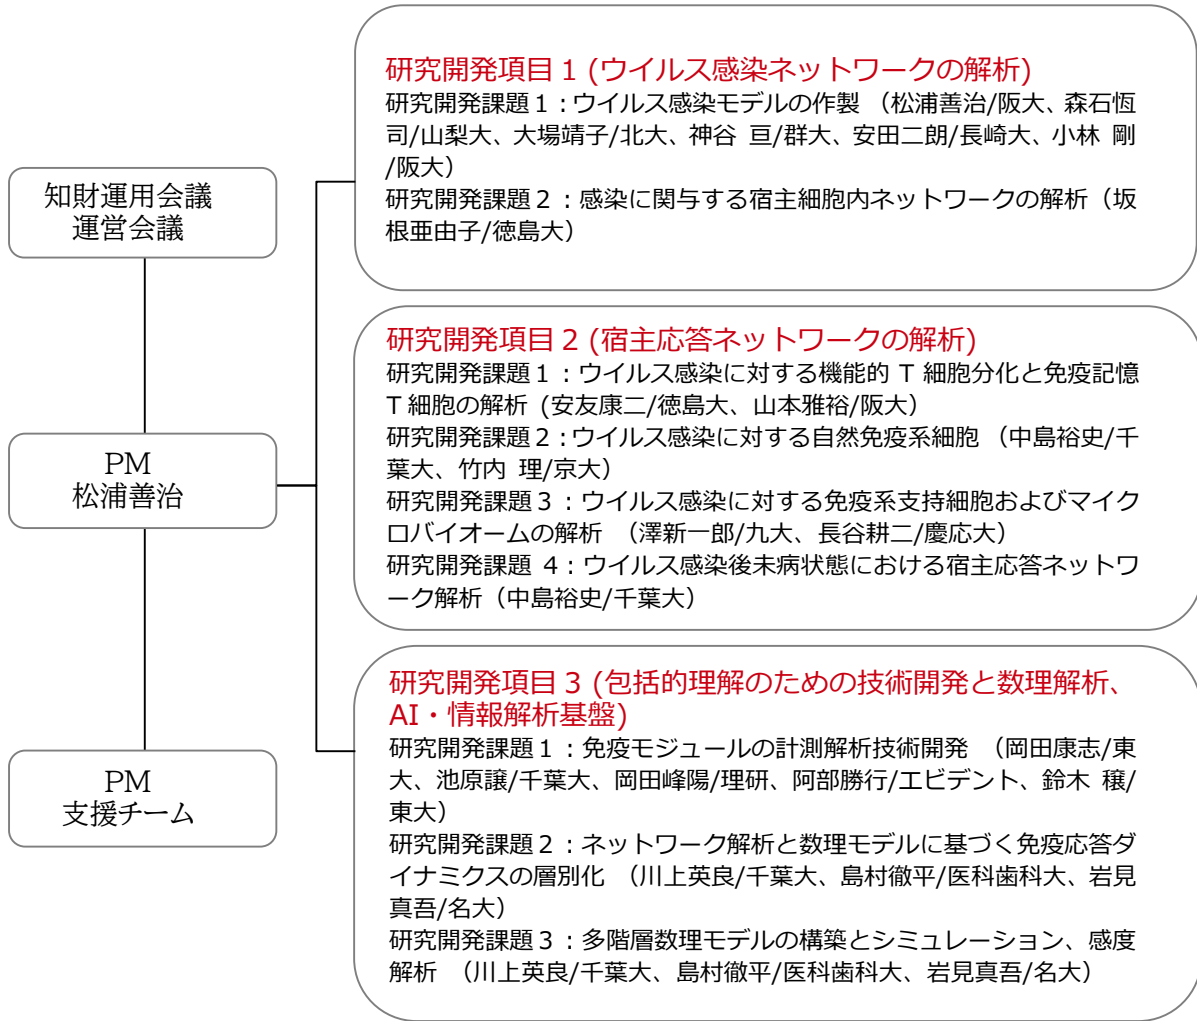 知財運用会議
運営会議
PM
松浦善治
PM
支援チーム
研究開発項目 1 (ウイルス感染ネットワークの解析)
研究開発課題 1：ウイルス感染モデルの作製 （松浦善治/阪大、森石恆
司/山梨大、大場靖子/北大、神谷 亘/群大、安田二朗/長崎大、小林 剛
/阪大）
研究開発課題 2：感染に関与する宿主細胞内ネットワークの解析（坂
根亜由子/徳島大）
研究開発項目 2 (宿主応答ネットワークの解析)
研究開発課題 1：ウイルス感染に対する機能的 T 細胞分化と免疫記憶
T 細胞の解析 (安友康二/徳島大、山本雅裕/阪大）
研究開発課題 2：ウイルス感染に対する自然免疫系細胞 （中島裕史/千
葉大、竹内 理/京大）
研究開発課題 3：ウイルス感染に対する免疫系支持細胞およびマイク
ロバイオームの解析 （澤新一郎/九大、長谷耕二/慶応大）
研究開発課題 4：ウイルス感染後未病状態における宿主応答ネットワ
ーク解析（中島裕史/千葉大）
研究開発項目 3 (包括的理解のための技術開発と数理解析、
AI・情報解析基盤)
研究開発課題 1：免疫モジュールの計測解析技術開発 （岡田康志/東
大、池原譲/千葉大、岡田峰陽/理研、阿部勝行/エビデント、鈴木 穣/
東大）
研究開発課題 2：ネットワーク解析と数理モデルに基づく免疫応答ダ
イナミクスの層別化 （川上英良/千葉大、島村徹平/医科歯科大、岩見
真吾/名大）
研究開発課題 3：多階層数理モデルの構築とシミュレーション、感度
解析 （川上英良/千葉大、島村徹平/医科歯科大、岩見真吾/名大）